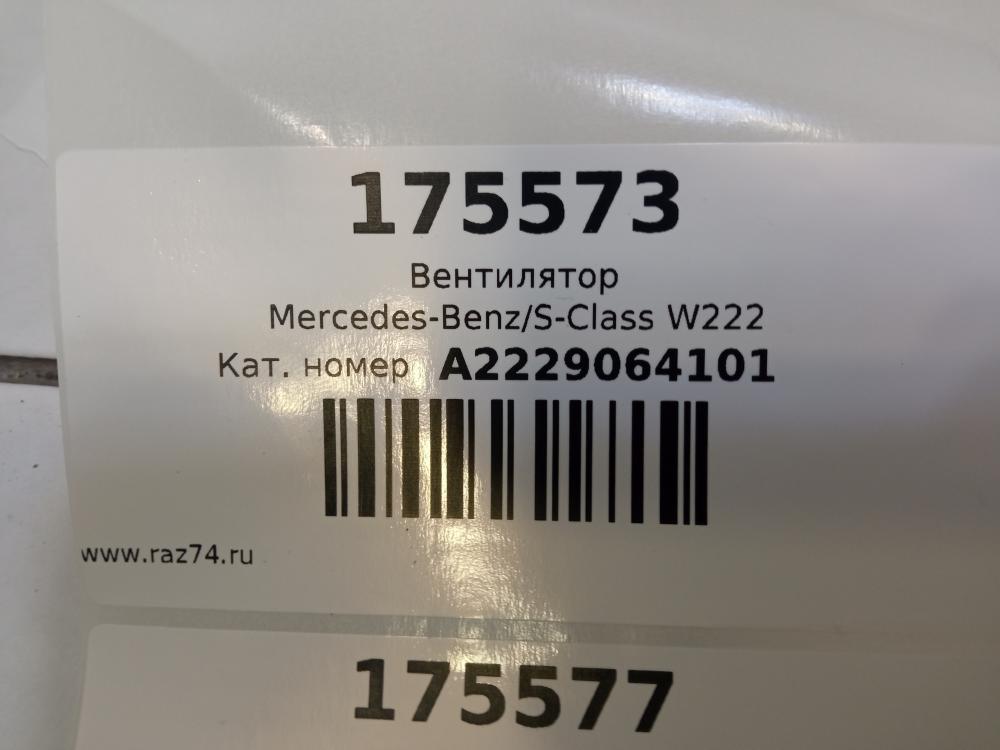 175573
Вентилятор
Mercedes-Benz/S-Class W222
Кат. номер A2229064101
www.raz74.ru
175577